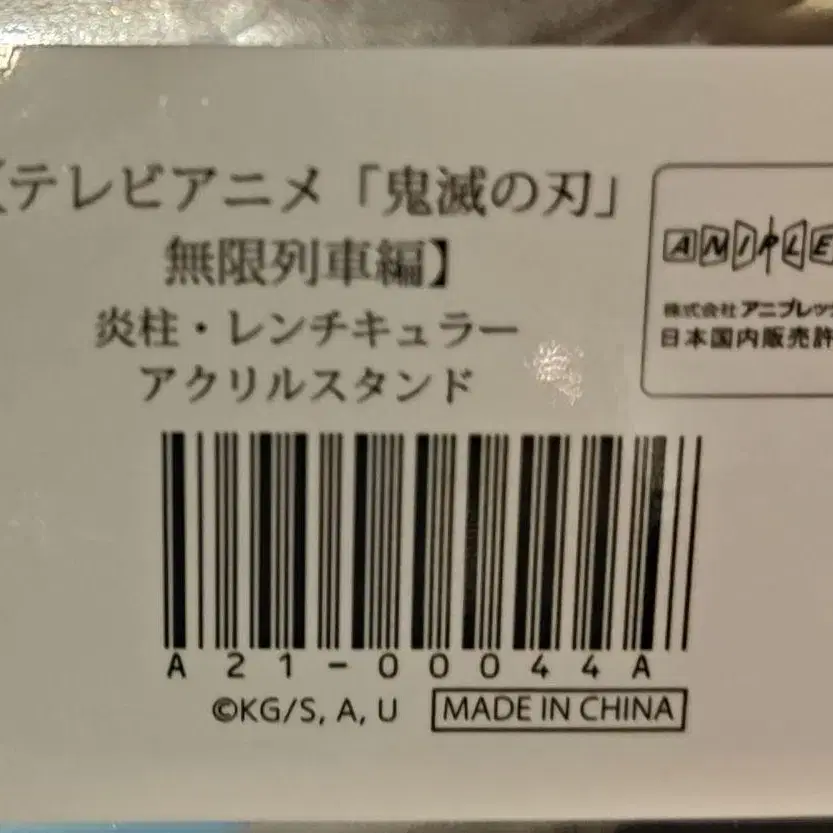 【テレビアニメ「鬼滅の刃」
無限列車編】
炎柱・レンチキュラー
アクリルスタンド
ANIPLE
株式会社アニプレッ
日本国内販売許
A21-00044A
©KG/S, A, U
MADE IN CHINA